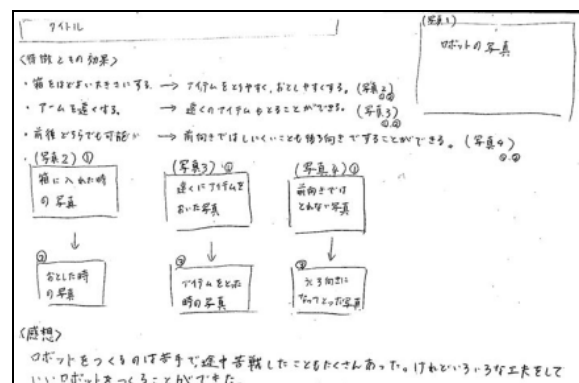 タイトル
(写真1)
ロボットの写真
〈特徴とその効果〉
・箱をほどよい大きさにする → アイテムをとりやすく、おとしやすくする。(写真2)
・アームを速くする。 → 速くのアイテムもとることができる。(写真3)
・前後どちらでも可能 → 前向きではしにくいことも後ろ向きですることができる。(写真4)
(写真2)① (写真3)① (写真4)①
箱に入れた時の写真
速くにアイテムをおいた写真
前向きではとれない写真
②
おとした時の写真
②
アイテムをとった時の写真
②
うしろ向きになってとった写真
〈感想〉
ロボットをつくるのは苦手で途中苦戦したこともたくさんあった。けれどいろいろな工夫をして
いいロボットをつくることができた。